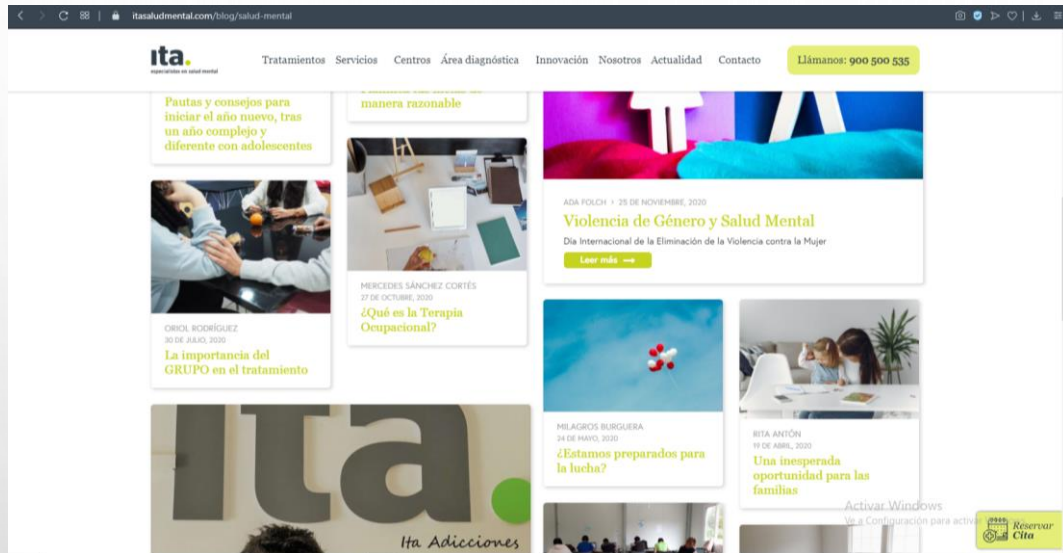 itasaludmental.com/blog/salud-mental
ita.
especialistas en salud mental
Tratamientos Servicios Centros Área diagnóstica Innovación Nosotros Actualidad Contacto
Llámanos: 900 500 535
Pautas y consejos para
iniciar el año nuevo, tras
un año complejo y
diferente con adolescentes
manera razonable
ADA FOLCH | 25 DE NOVIEMBRE, 2020
Violencia de Género y Salud Mental
Día Internacional de la Eliminación de la Violencia contra la Mujer
Leer más
MERCEDES SÁNCHEZ CORTÉS
27 DE OCTUBRE, 2020
¿Qué es la Terapia
Ocupacional?
ORIOL RODRÍGUEZ
30 DE JULIO, 2020
La importancia del
GRUPO en el tratamiento
MILAGROS BURGUERA
24 DE MAYO, 2020
¿Estamos preparados para
la lucha?
RITA ANTÓN
19 DE ABRIL, 2020
Una inesperada
oportunidad para las
familias
ita.
Ita Adicciones
Activar Windows
Ve a Configuración para activar
Reservar
Cita